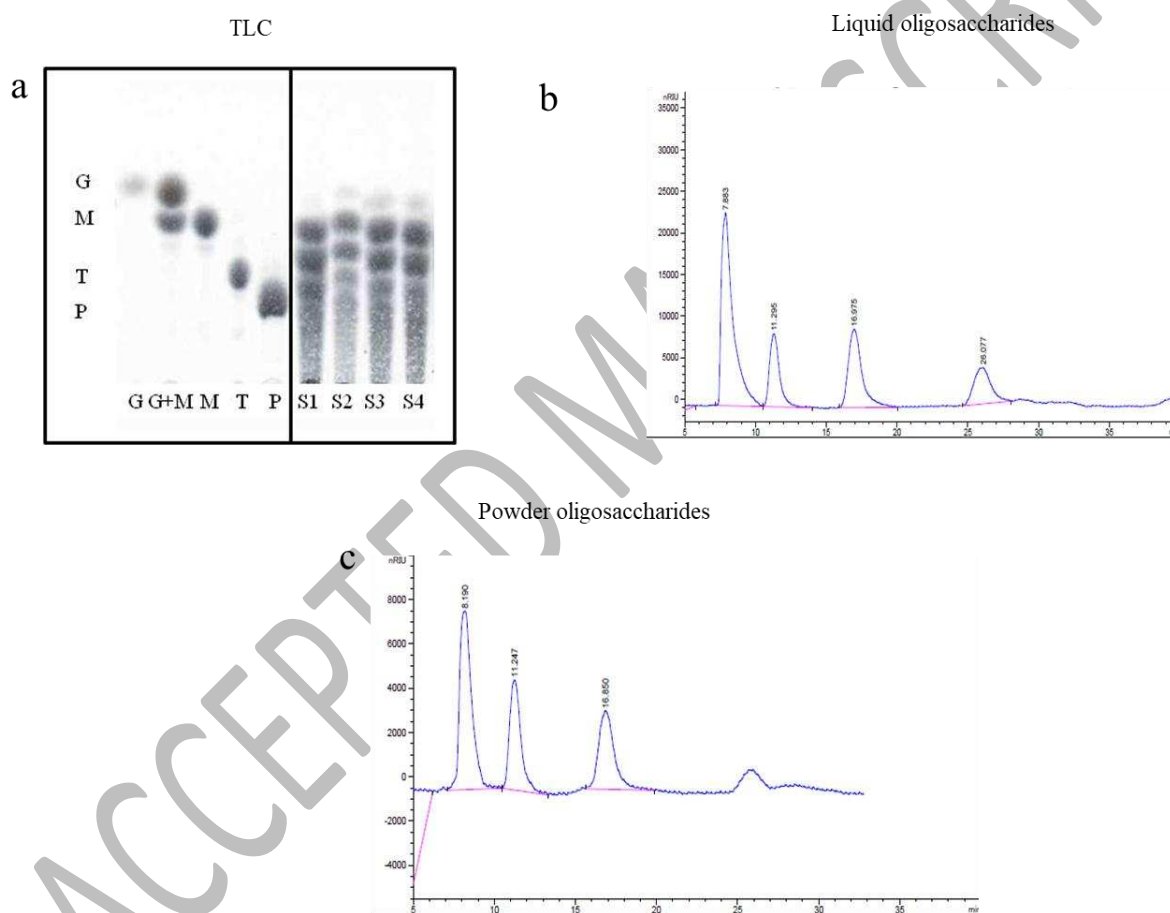 TLC
Liquid oligosaccharides
a
G
M
T
P
G G+M M T P S1 S2 S3 S4
b
nRIU
35000
30000
25000
20000
15000
10000
5000
0
7.883
11.295
16.975
26.077
5 10 15 20 25 30 35
Powder oligosaccharides
c
nRIU
8000
6000
4000
2000
0
-2000
-4000
8.190
11.247
16.850
5 10 15 20 25 30 35 min
ACCEPTED MANUSCRIPT